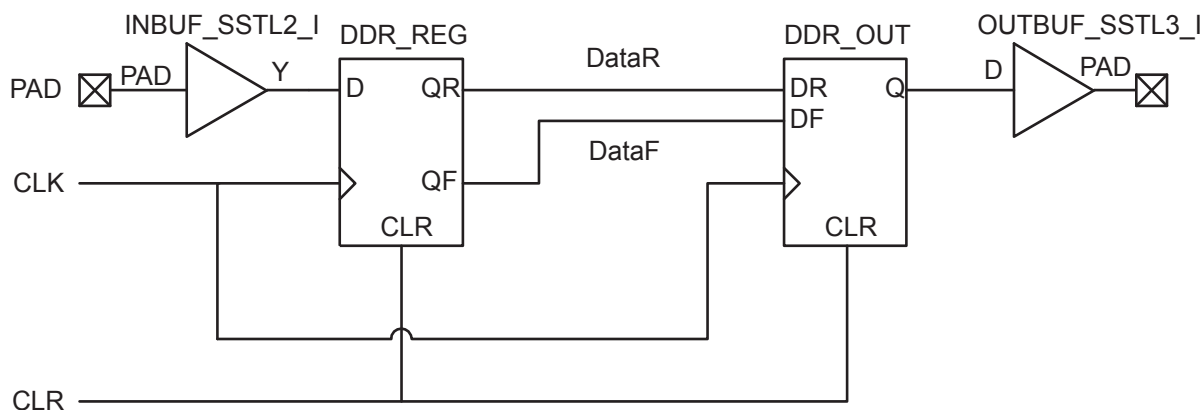 INBUF_SSTL2_I
DDR_REG
DDR_OUT
OUTBUF_SSTL3_I
PAD
PAD
Y
D
QR
DataR
DR
Q
D
PAD
DF
DataF
CLK
QF
CLR
CLR
CLR